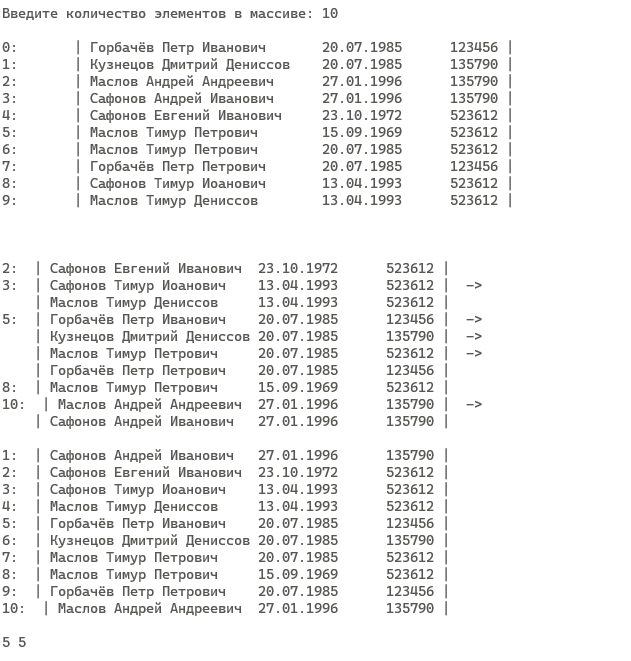 Введите количество элементов в массиве: 10
0: | Горбачёв Петр Иванович 20.07.1985 123456 |
1: | Кузнецов Дмитрий Дениссов 20.07.1985 135790 |
2: | Маслов Андрей Андреевич 27.01.1996 135790 |
3: | Сафонов Андрей Иванович 27.01.1996 135790 |
4: | Сафонов Евгений Иванович 23.10.1972 523612 |
5: | Маслов Тимур Петрович 15.09.1969 523612 |
6: | Маслов Тимур Петрович 20.07.1985 523612 |
7: | Горбачёв Петр Петрович 20.07.1985 123456 |
8: | Сафонов Тимур Иоанович 13.04.1993 523612 |
9: | Маслов Тимур Дениссов 13.04.1993 523612 |
2: | Сафонов Евгений Иванович 23.10.1972 523612 |
3: | Сафонов Тимур Иоанович 13.04.1993 523612 | ->
| Маслов Тимур Дениссов 13.04.1993 523612 |
5: | Горбачёв Петр Иванович 20.07.1985 123456 | ->
| Кузнецов Дмитрий Дениссов 20.07.1985 135790 | ->
| Маслов Тимур Петрович 20.07.1985 523612 | ->
| Горбачёв Петр Петрович 20.07.1985 123456 |
8: | Маслов Тимур Петрович 15.09.1969 523612 |
10: | Маслов Андрей Андреевич 27.01.1996 135790 | ->
| Сафонов Андрей Иванович 27.01.1996 135790 |
1: | Сафонов Андрей Иванович 27.01.1996 135790 |
2: | Сафонов Евгений Иванович 23.10.1972 523612 |
3: | Сафонов Тимур Иоанович 13.04.1993 523612 |
4: | Маслов Тимур Дениссов 13.04.1993 523612 |
5: | Горбачёв Петр Иванович 20.07.1985 123456 |
6: | Кузнецов Дмитрий Дениссов 20.07.1985 135790 |
7: | Маслов Тимур Петрович 20.07.1985 523612 |
8: | Маслов Тимур Петрович 15.09.1969 523612 |
9: | Горбачёв Петр Петрович 20.07.1985 123456 |
10: | Маслов Андрей Андреевич 27.01.1996 135790 |
5 5